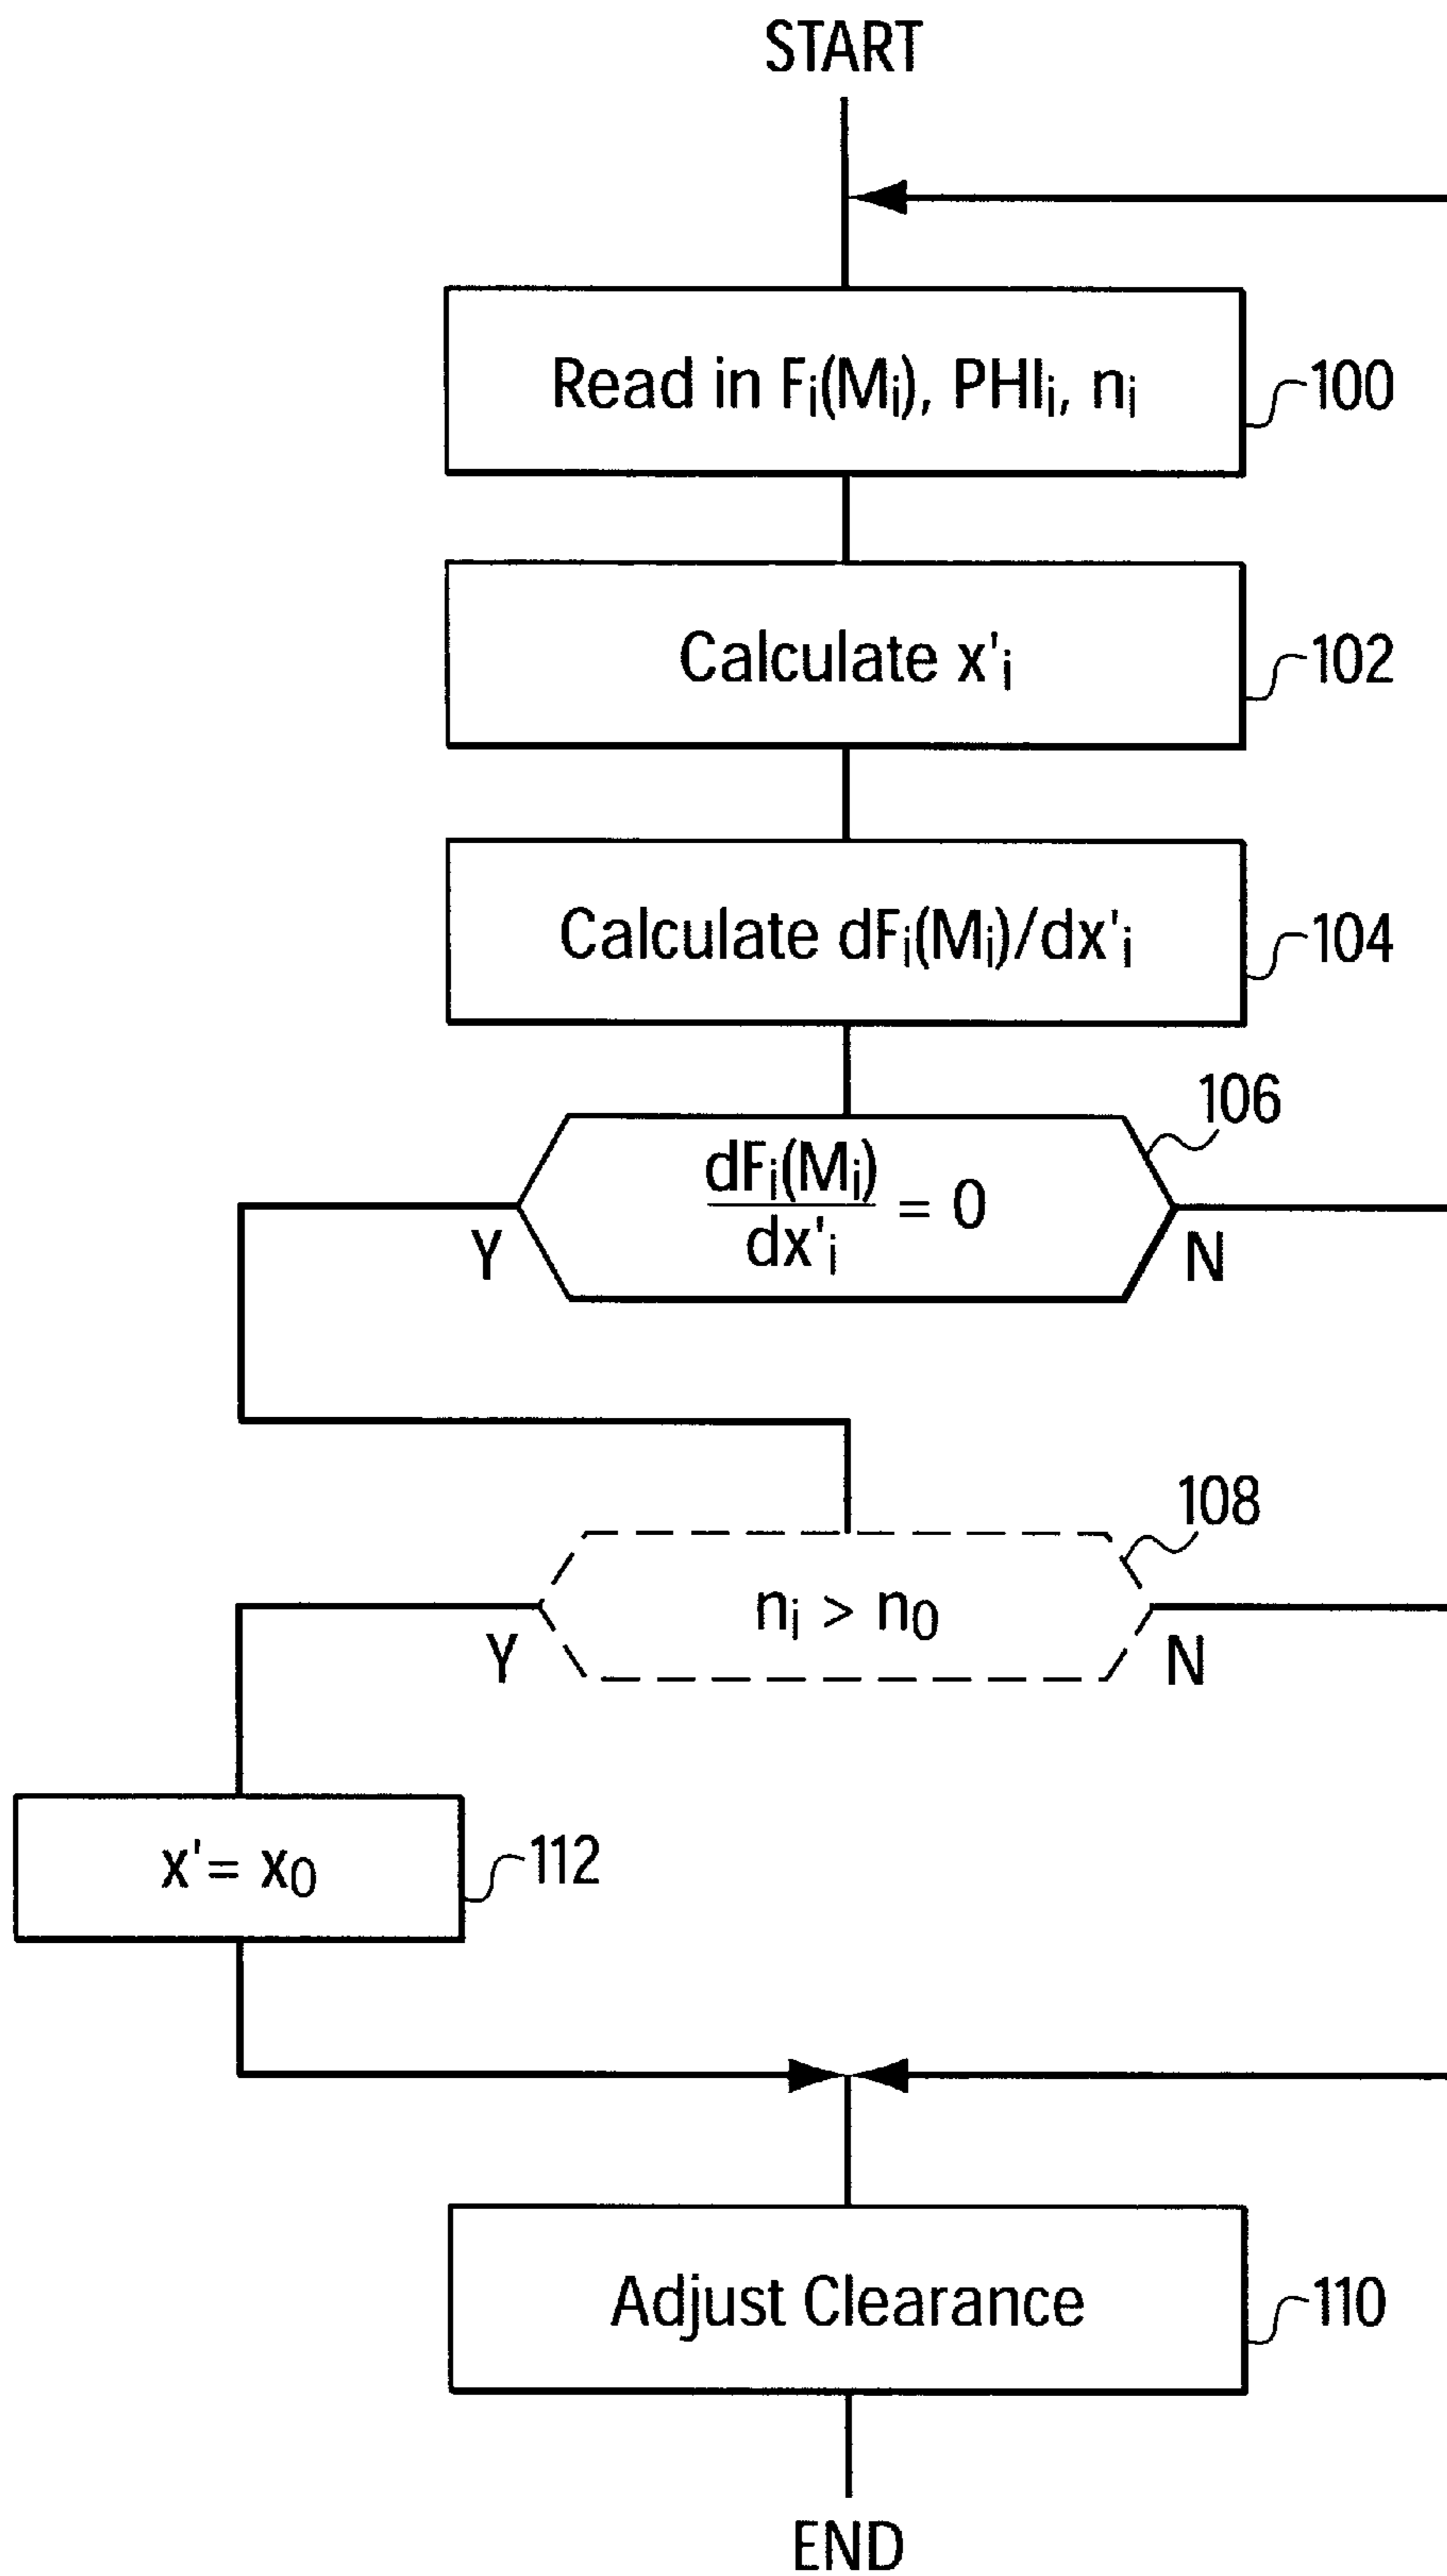 START
Read in Fi(Mi), PHIi, ni
100
Calculate x'i
102
Calculate dFi(Mi)/dx'i
104
106
dFi(Mi)
dx'i
= 0
Y
N
108
ni > n0
Y
N
x'= x0
112
Adjust Clearance
110
END